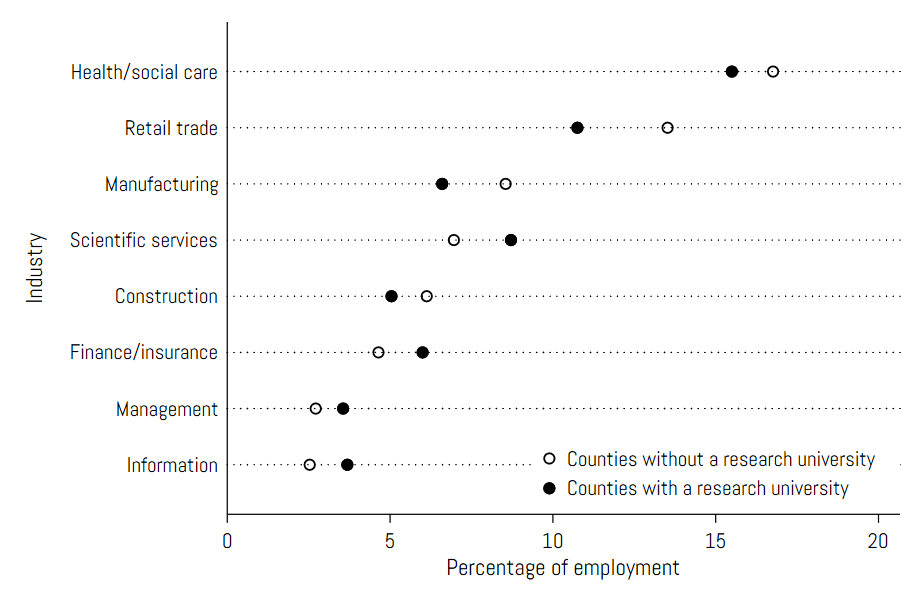 Health/social care
Retail trade
Manufacturing
Scientific services
Construction
Finance/insurance
Management
Information
Industry
Counties without a research university
Counties with a research university
0 5 10 15 20
Percentage of employment